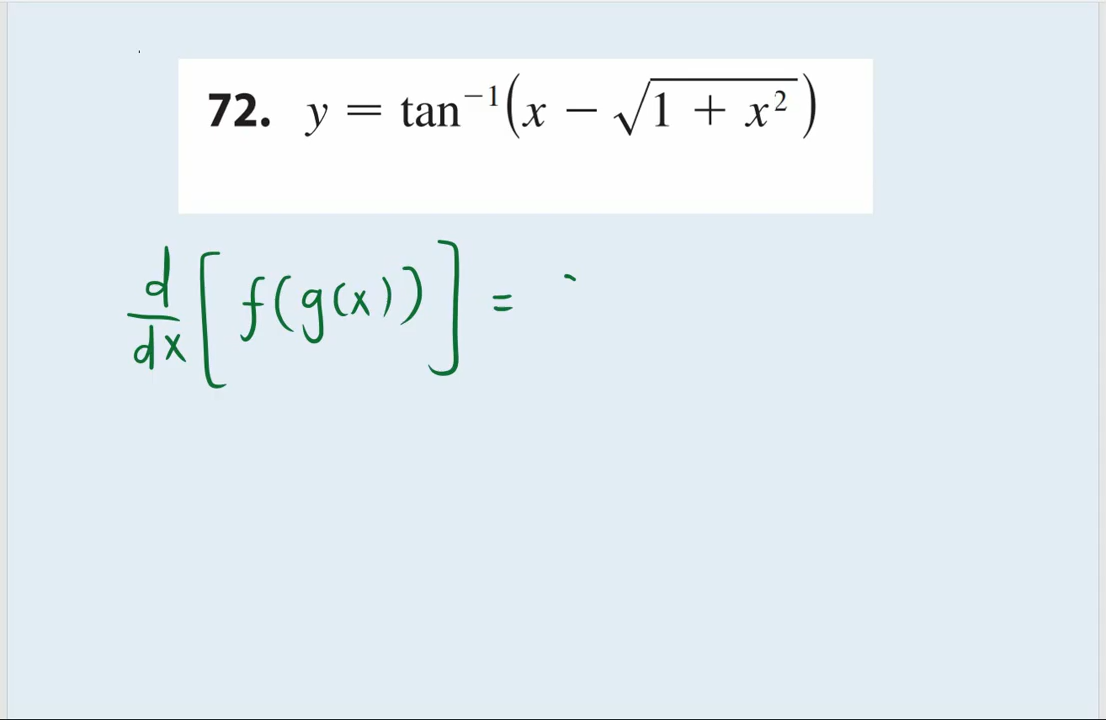 72. y = tan⁻¹(x − √(1 + x²))
d/dx [f(g(x))] =